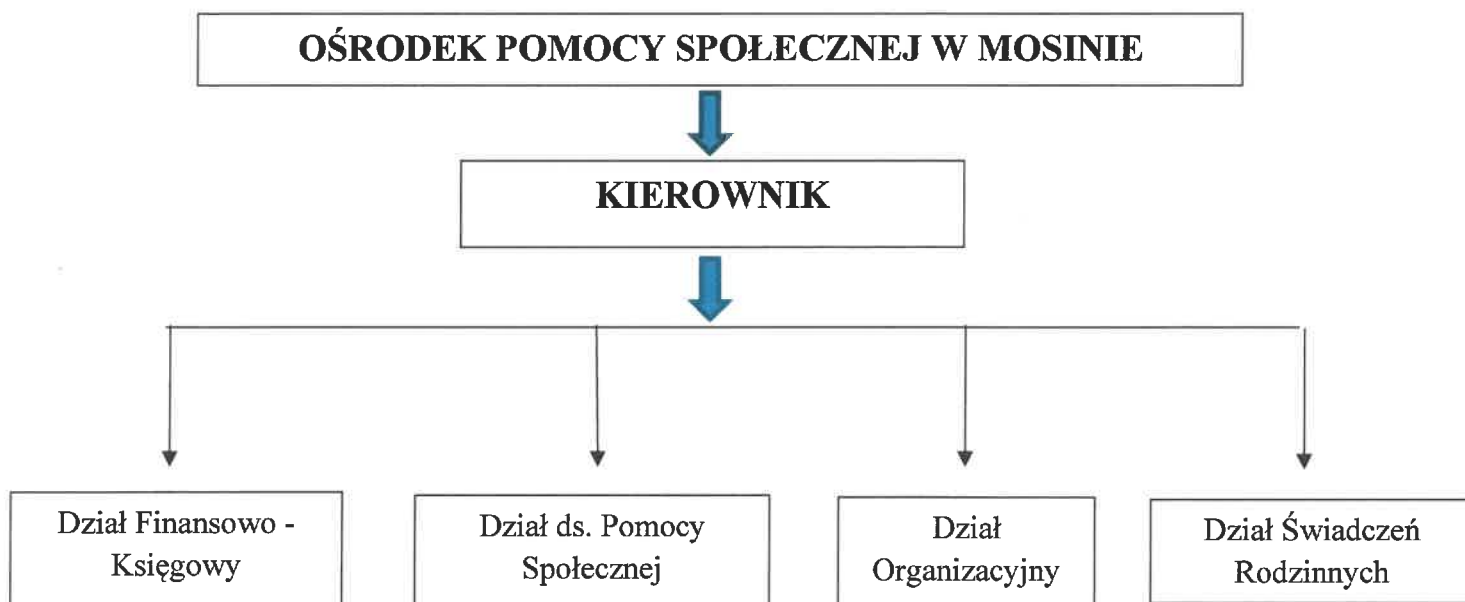 OŚRODEK POMOCY SPOŁECZNEJ W MOSINIE
KIEROWNIK
Dział Finansowo -
Księgowy
Dział ds. Pomocy
Społecznej
Dział
Organizacyjny
Dział Świadczeń
Rodzinnych